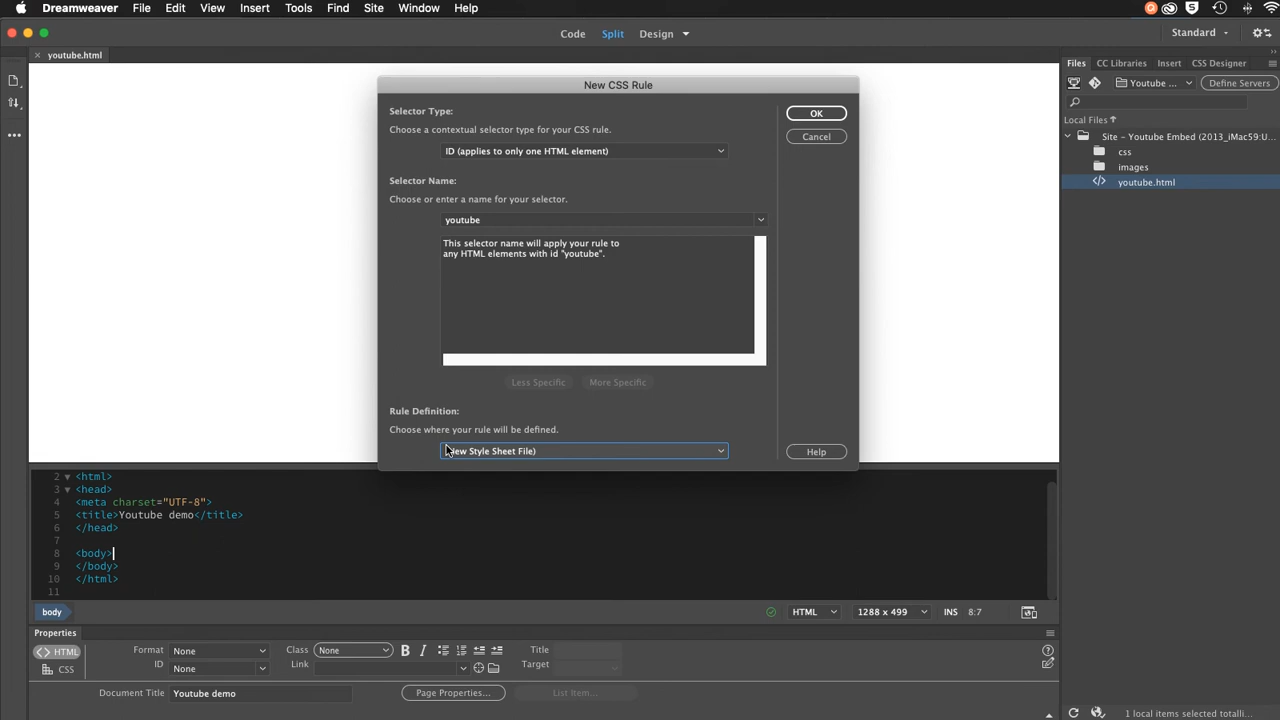 Dreamweaver File Edit View Insert Tools Find Site Window Help
Code Split Design Standard
youtube.html
Files CC Libraries Insert CSS Designer
Youtube ... Define Servers
Local Files
Site - Youtube Embed (2013_iMac59:U...
css
images
youtube.html
New CSS Rule
Selector Type:
Choose a contextual selector type for your CSS rule.
ID (applies to only one HTML element)
OK
Cancel
Selector Name:
Choose or enter a name for your selector.
youtube
This selector name will apply your rule to
any HTML elements with id "youtube".
Less Specific More Specific
Rule Definition:
Choose where your rule will be defined.
New Style Sheet File)
Help
2 <html>
3 <head>
4 <meta charset="UTF-8">
5 <title>Youtube demo</title>
6 </head>
7
8 <body>
9 </body>
10 </html>
11
body HTML 1288 x 499 INS 8:7
Properties
HTML Format None Class None B I Title
CSS ID None Link Target
Document Title Youtube demo Page Properties... List Item...
1 local items selected totalli...